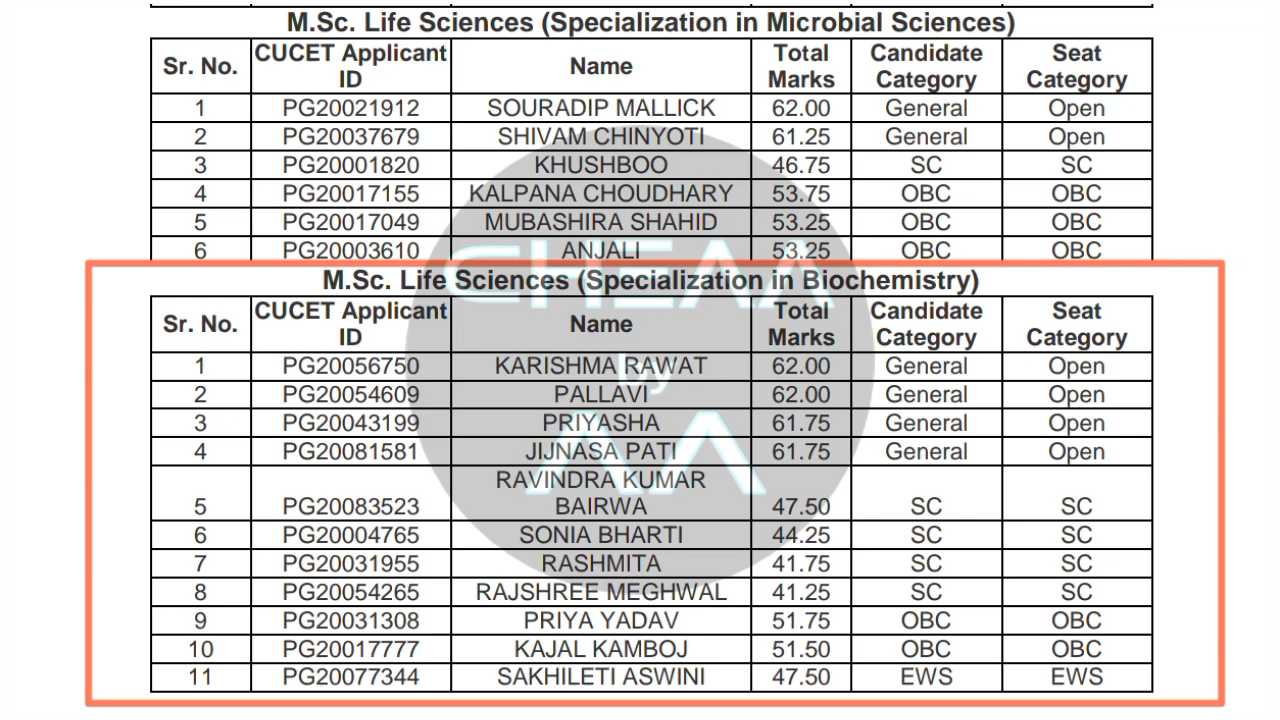 M.Sc. Life Sciences (Specialization in Microbial Sciences)
Sr. No. CUCET Applicant ID Name Total Marks Candidate Category Seat Category
1 PG20021912 SOURADIP MALLICK 62.00 General Open
2 PG20037679 SHIVAM CHINYOTI 61.25 General Open
3 PG20001820 KHUSHBOO 46.75 SC SC
4 PG20017155 KALPANA CHOUDHARY 53.75 OBC OBC
5 PG20017049 MUBASHIRA SHAHID 53.25 OBC OBC
6 PG20003610 ANJALI 53.25 OBC OBC
M.Sc. Life Sciences (Specialization in Biochemistry)
Sr. No. CUCET Applicant ID Name Total Marks Candidate Category Seat Category
1 PG20056750 KARISHMA RAWAT 62.00 General Open
2 PG20054609 PALLAVI 62.00 General Open
3 PG20043199 PRIYASHA 61.75 General Open
4 PG20081581 JIJNASA PATI 61.75 General Open
5 PG20083523 RAVINDRA KUMAR BAIRWA 47.50 SC SC
6 PG20004765 SONIA BHARTI 44.25 SC SC
7 PG20031955 RASHMITA 41.75 SC SC
8 PG20054265 RAJSHREE MEGHWAL 41.25 SC SC
9 PG20031308 PRIYA YADAV 51.75 OBC OBC
10 PG20017777 KAJAL KAMBOJ 51.50 OBC OBC
11 PG20077344 SAKHILETI ASWINI 47.50 EWS EWS
CHEAA
by
AA